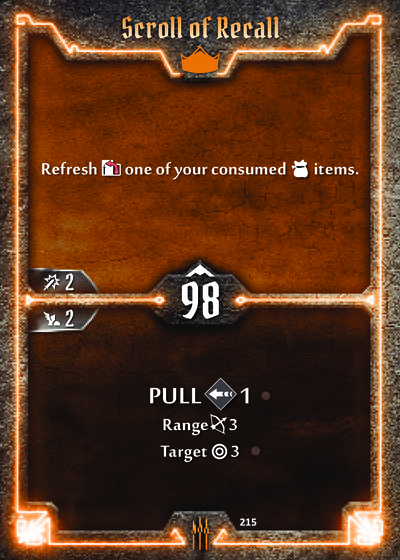 Scroll of Recall
Refresh one of your consumed items.
2
98
2
PULL 1
Range 3
Target 3
215